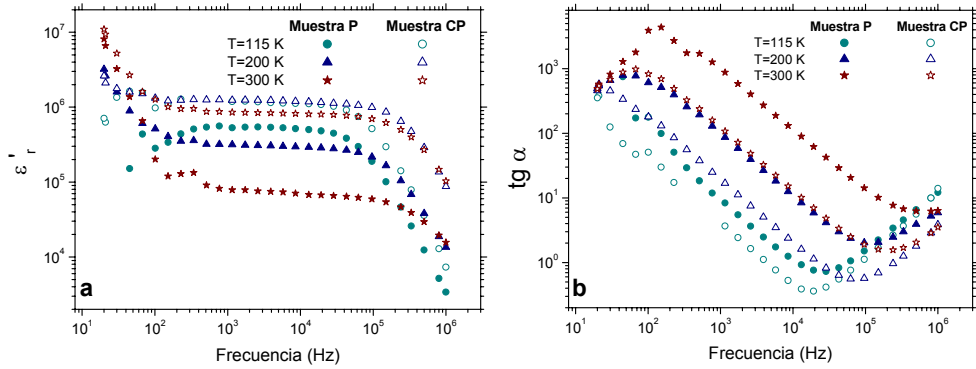 Muestra P Muestra CP
T=115 K
T=200 K
T=300 K
10⁷
10⁶
10⁵
10⁴
ε'r
a
10¹ 10² 10³ 10⁴ 10⁵ 10⁶
Frecuencia (Hz)
Muestra P Muestra CP
T=115 K
T=200 K
T=300 K
10³
10²
10¹
10⁰
tg α
b
10¹ 10² 10³ 10⁴ 10⁵ 10⁶
Frecuencia (Hz)